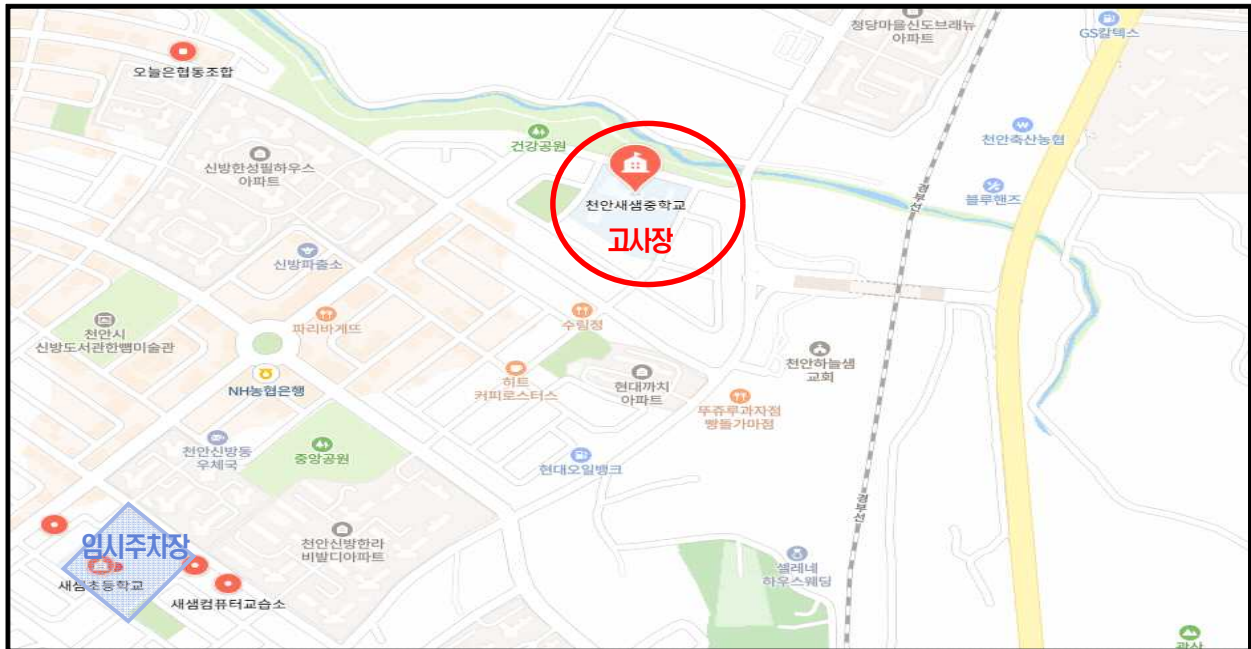 청당마을신도브래뉴
아파트
GS칼텍스
오늘은협동조합
건강공원
천안축산농협
신방한성필하우스
아파트
블루핸즈
경부선
천안새샘중학교
고사장
신방파출소
파리바게뜨
수림정
천안시
신방도서관한뼘미술관
천안하늘샘
교회
히트
커피로스터스
현대까치
아파트
NH농협은행
뚜쥬루과자점
빵돌가마점
천안신방동
우체국
중앙공원
현대오일뱅크
경부선
임시주차장
천안신방한라
비발디아파트
셀레네
하우스웨딩
새샘초등학교
새샘컴퓨터교습소
광산